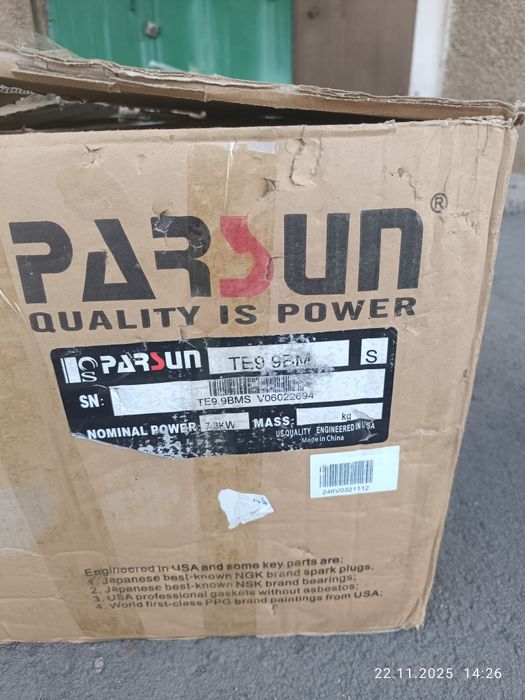 PARSUN®
QUALITY IS POWER
PARSUN TE9.9BM S
SN: TE9.9BMS V06022694
NOMINAL POWER: 7.3KW MASS: kg
USQUALITY ENGINEERED IN USA
Made in China
246V0321112
Engineered in USA and some key parts are:
1. Japanese best-known NGK brand spark plugs;
2. Japanese best-known NSK brand bearings;
3. USA professional gaskets without asbestos;
4. World first-class PPG brand paintings from USA;
22.11.2025 14:26